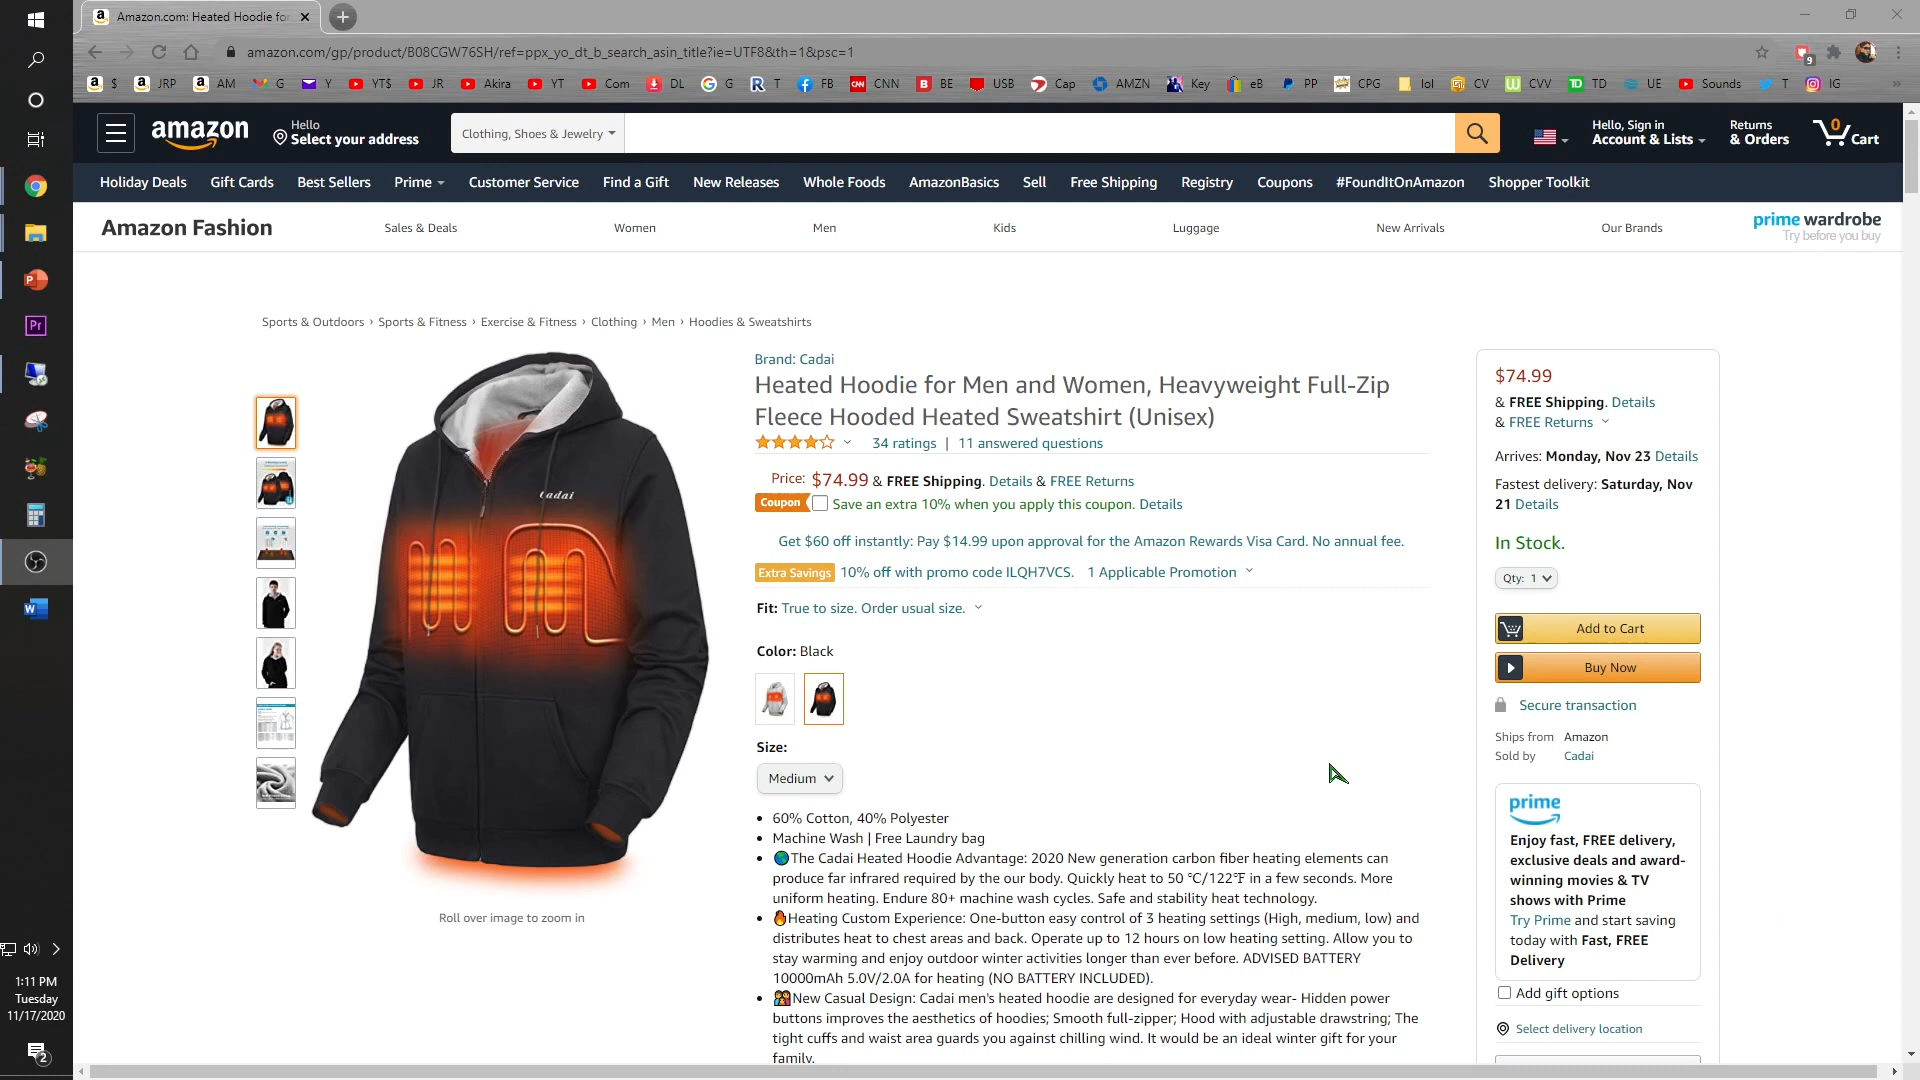 Amazon.com: Heated Hoodie for
amazon.com/gp/product/B08CGW76SH/ref=ppx_yo_dt_b_search_asin_title?ie=UTF8&th=1&psc=1
9
$ JRP AM G Y YT$ JR Akira YT Com DL G T FB CNN BE USB Cap AMZN Key eB PP CPG lol CV CVV TD UE Sounds T IG
amazon
Hello
Select your address
Clothing, Shoes & Jewelry
Hello, Sign in
Account & Lists
Returns
& Orders
0
Cart
Holiday Deals Gift Cards Best Sellers Prime Customer Service Find a Gift New Releases Whole Foods AmazonBasics Sell Free Shipping Registry Coupons #FoundItOnAmazon Shopper Toolkit
Amazon Fashion Sales & Deals Women Men Kids Luggage New Arrivals Our Brands
prime wardrobe
Try before you buy
Sports & Outdoors › Sports & Fitness › Exercise & Fitness › Clothing › Men › Hoodies & Sweatshirts
Cadai
Roll over image to zoom in
Brand: Cadai
Heated Hoodie for Men and Women, Heavyweight Full-Zip
Fleece Hooded Heated Sweatshirt (Unisex)
34 ratings | 11 answered questions
Price: $74.99 & FREE Shipping. Details & FREE Returns
Coupon Save an extra 10% when you apply this coupon. Details
Get $60 off instantly: Pay $14.99 upon approval for the Amazon Rewards Visa Card. No annual fee.
Extra Savings 10% off with promo code ILQH7VCS. 1 Applicable Promotion
Fit: True to size. Order usual size.
Color: Black
Size:
Medium
• 60% Cotton, 40% Polyester
• Machine Wash | Free Laundry bag
• 🌎The Cadai Heated Hoodie Advantage: 2020 New generation carbon fiber heating elements can
produce far infrared required by the our body. Quickly heat to 50 ℃/122℉ in a few seconds. More
uniform heating. Endure 80+ machine wash cycles. Safe and stability heat technology.
• 🔥Heating Custom Experience: One-button easy control of 3 heating settings (High, medium, low) and
distributes heat to chest areas and back. Operate up to 12 hours on low heating setting. Allow you to
stay warming and enjoy outdoor winter activities longer than ever before. ADVISED BATTERY
10000mAh 5.0V/2.0A for heating (NO BATTERY INCLUDED).
• 👫New Casual Design: Cadai men's heated hoodie are designed for everyday wear- Hidden power
buttons improves the aesthetics of hoodies; Smooth full-zipper; Hood with adjustable drawstring; The
tight cuffs and waist area guards you against chilling wind. It would be an ideal winter gift for your
family.
$74.99
& FREE Shipping. Details
& FREE Returns
Arrives: Monday, Nov 23 Details
Fastest delivery: Saturday, Nov
21 Details
In Stock.
Qty: 1
Add to Cart
Buy Now
Secure transaction
Ships from Amazon
Sold by Cadai
prime
Enjoy fast, FREE delivery,
exclusive deals and award-
winning movies & TV
shows with Prime
Try Prime and start saving
today with Fast, FREE
Delivery
Add gift options
Select delivery location
1:11 PM
Tuesday
11/17/2020
2